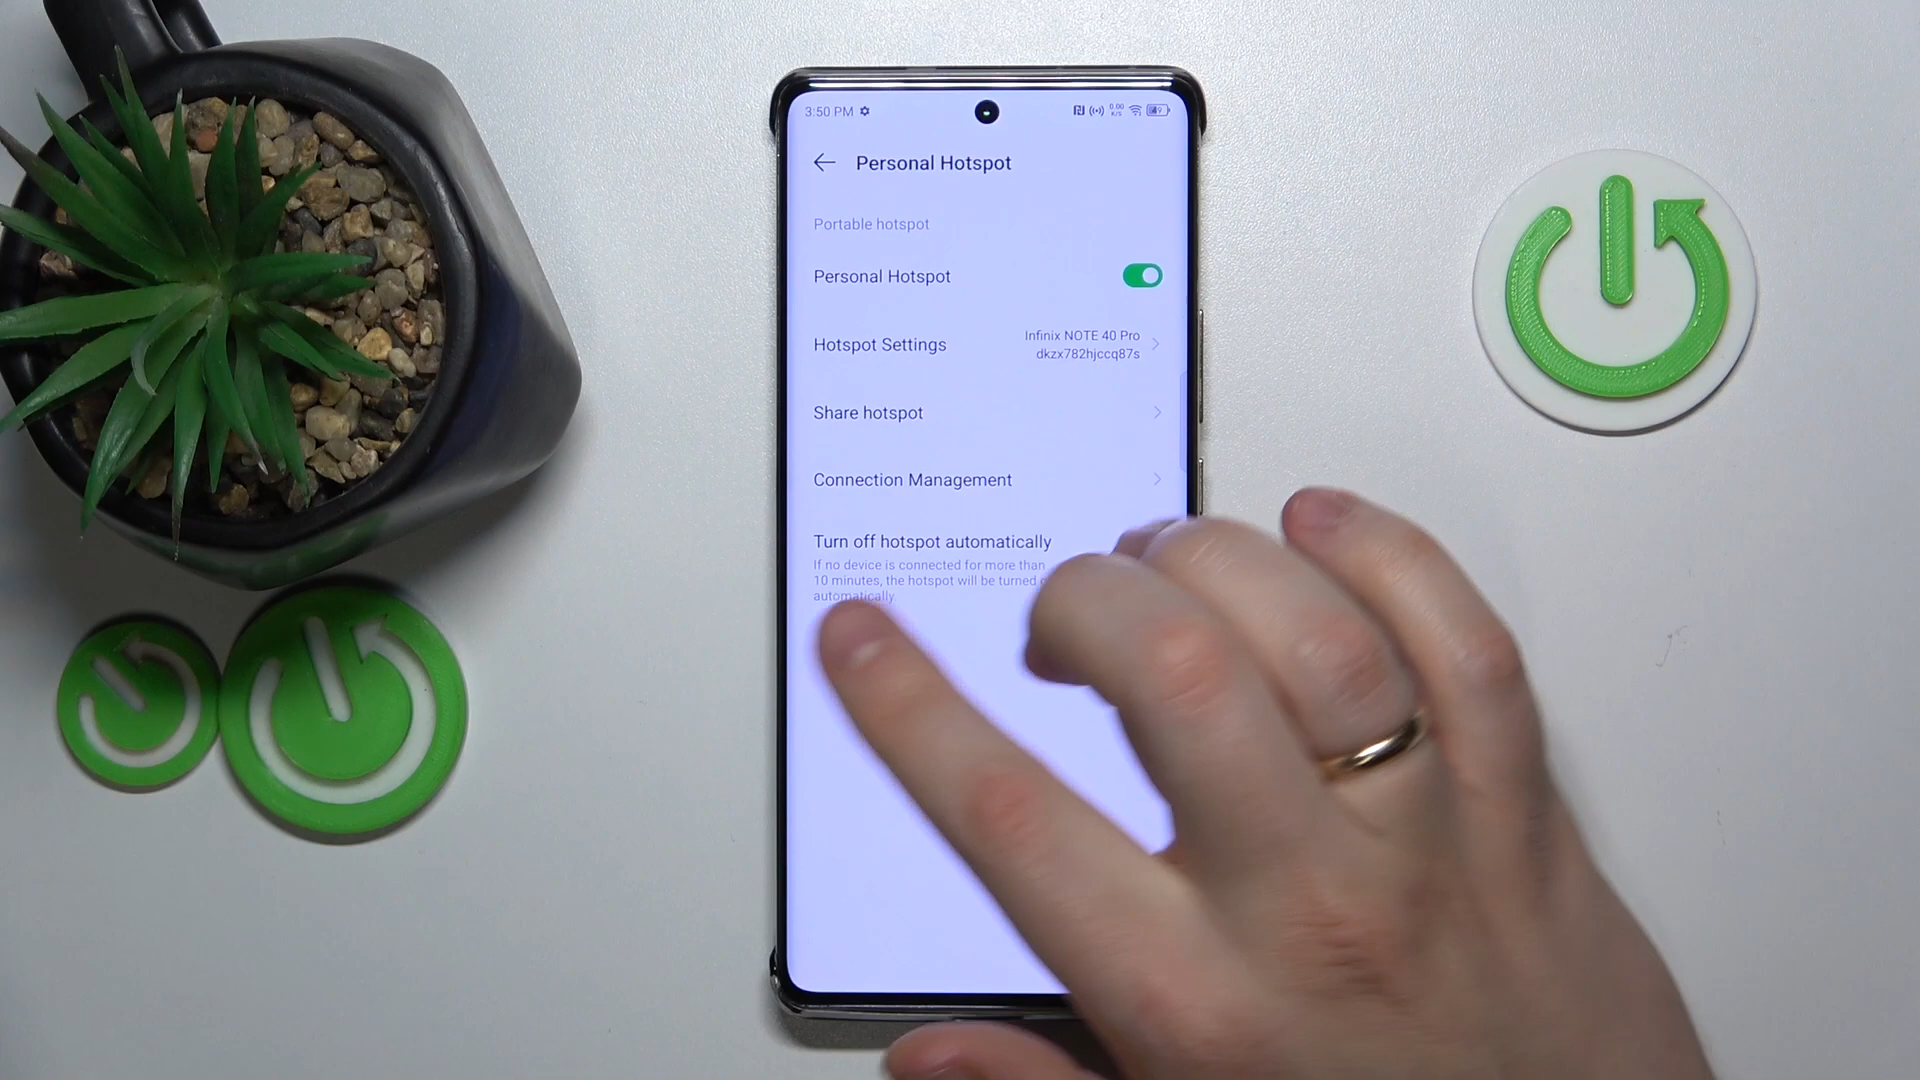 3:50 PM
0.00
K/s
Personal Hotspot
Portable hotspot
Personal Hotspot
Hotspot Settings
Infinix NOTE 40 Pro
dkzx782hjccq87s
Share hotspot
Connection Management
Turn off hotspot automatically
If no device is connected for more than
10 minutes, the hotspot will be turned
automatically.